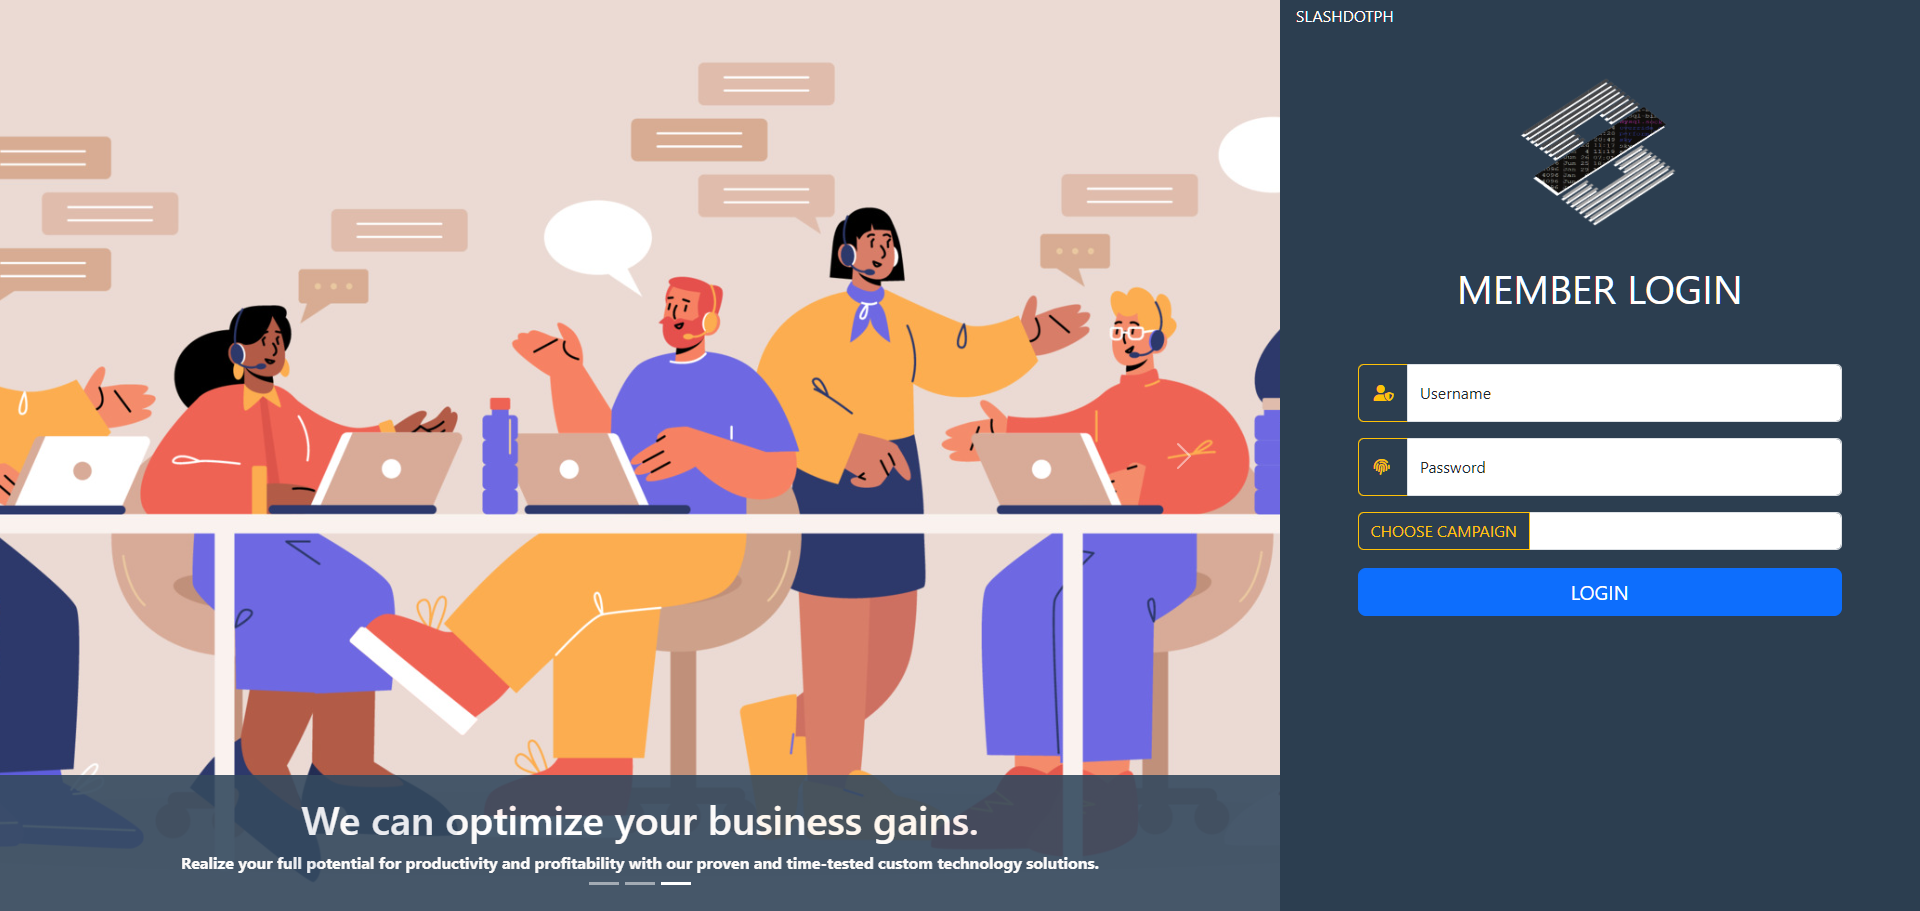 We can optimize your business gains.
Realize your full potential for productivity and profitability with our proven and time-tested custom technology solutions.
SLASHDOTPH
MEMBER LOGIN
Username
Password
CHOOSE CAMPAIGN
LOGIN